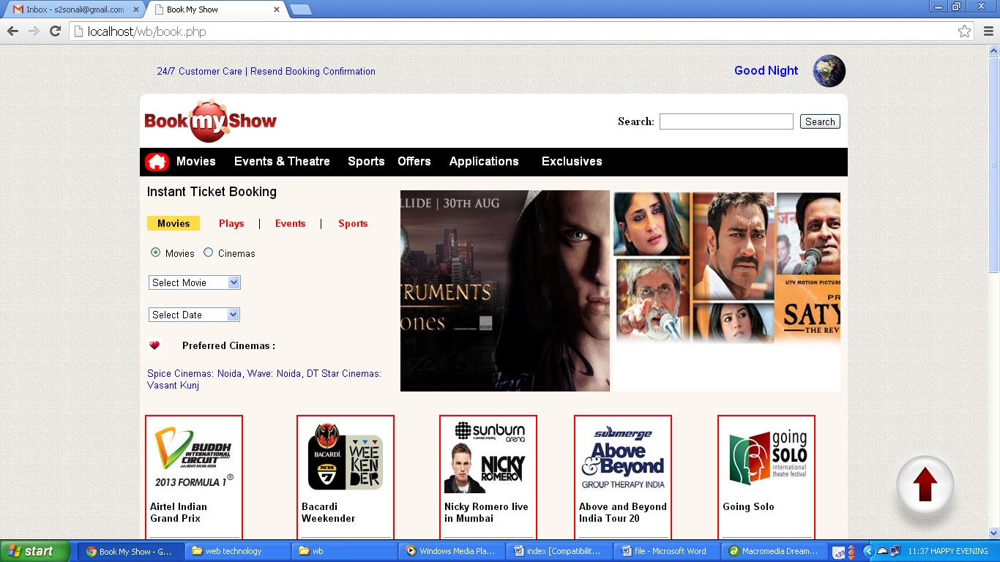 Inbox - s2sonali@gmail.com
Book My Show
localhost/wb/book.php
24/7 Customer Care | Resend Booking Confirmation
Good Night
Book my Show
Search:
Search
Movies
Events & Theatre
Sports
Offers
Applications
Exclusives
Instant Ticket Booking
Movies
Plays |
Events |
Sports
Movies
Cinemas
Select Movie
Select Date
Preferred Cinemas :
Spice Cinemas: Noida, Wave: Noida, DT Star Cinemas:
Vasant Kunj
LLIDE | 30TH AUG
TRUMENTS
ones
UTV MOTION PICTUR
PR
SATY
THE REV
BUDDH
INTERNATIONAL
CIRCUIT
INDIA'S RACING ARENA
2013 FORMULA 1®
Airtel Indian
Grand Prix
BACARDI
NH
7
WEE
KEN
DER
Bacardi
Weekender
sunburn
arena
NICKY
ROMERO
Nicky Romero live
in Mumbai
submerge
Above
& Beyond
GROUP THERAPY INDIA
Above and Beyond
India Tour 20
going
SOLO
international
theatre festival
Going Solo
start
Book My Show - G...
web technology
wb
Windows Media Pla...
index [Compatibilit...
file - Microsoft Word
Macromedia Dream...
11:37 HAPPY EVENING